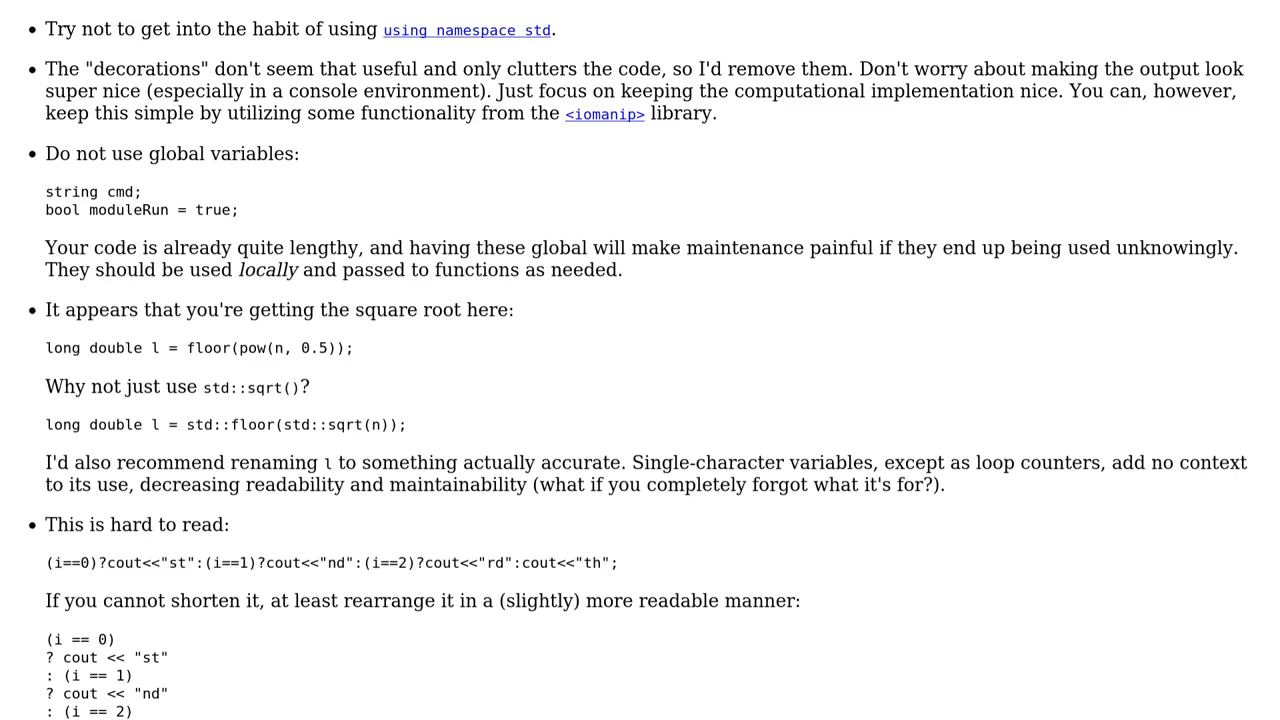 • Try not to get into the habit of using using namespace std.
• The "decorations" don't seem that useful and only clutters the code, so I'd remove them. Don't worry about making the output look
super nice (especially in a console environment). Just focus on keeping the computational implementation nice. You can, however,
keep this simple by utilizing some functionality from the <iomanip> library.
• Do not use global variables:
string cmd;
bool moduleRun = true;
Your code is already quite lengthy, and having these global will make maintenance painful if they end up being used unknowingly.
They should be used locally and passed to functions as needed.
• It appears that you're getting the square root here:
long double l = floor(pow(n, 0.5));
Why not just use std::sqrt()?
long double l = std::floor(std::sqrt(n));
I'd also recommend renaming l to something actually accurate. Single-character variables, except as loop counters, add no context
to its use, decreasing readability and maintainability (what if you completely forgot what it's for?).
• This is hard to read:
(i==0)?cout<<"st":(i==1)?cout<<"nd":(i==2)?cout<<"rd":cout<<"th";
If you cannot shorten it, at least rearrange it in a (slightly) more readable manner:
(i == 0)
? cout << "st"
: (i == 1)
? cout << "nd"
: (i == 2)